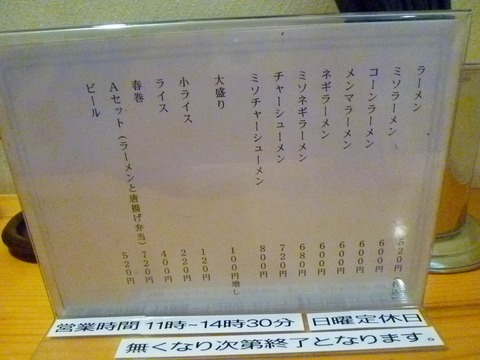 ラーメン 520円
ミソラーメン 600円
コーンラーメン 600円
メンマラーメン 600円
ネギラーメン 600円
ミソネギラーメン 680円
チャーシューメン 720円
ミソチャーシューメン 800円
大盛り 100円増し
小ライス 120円
ライス 220円
春巻 400円
Aセット(ラーメンと唐揚げ弁当) 720円
ビール 520円
営業時間 11時~14時30分 日曜定休日
無くなり次第終了となります。